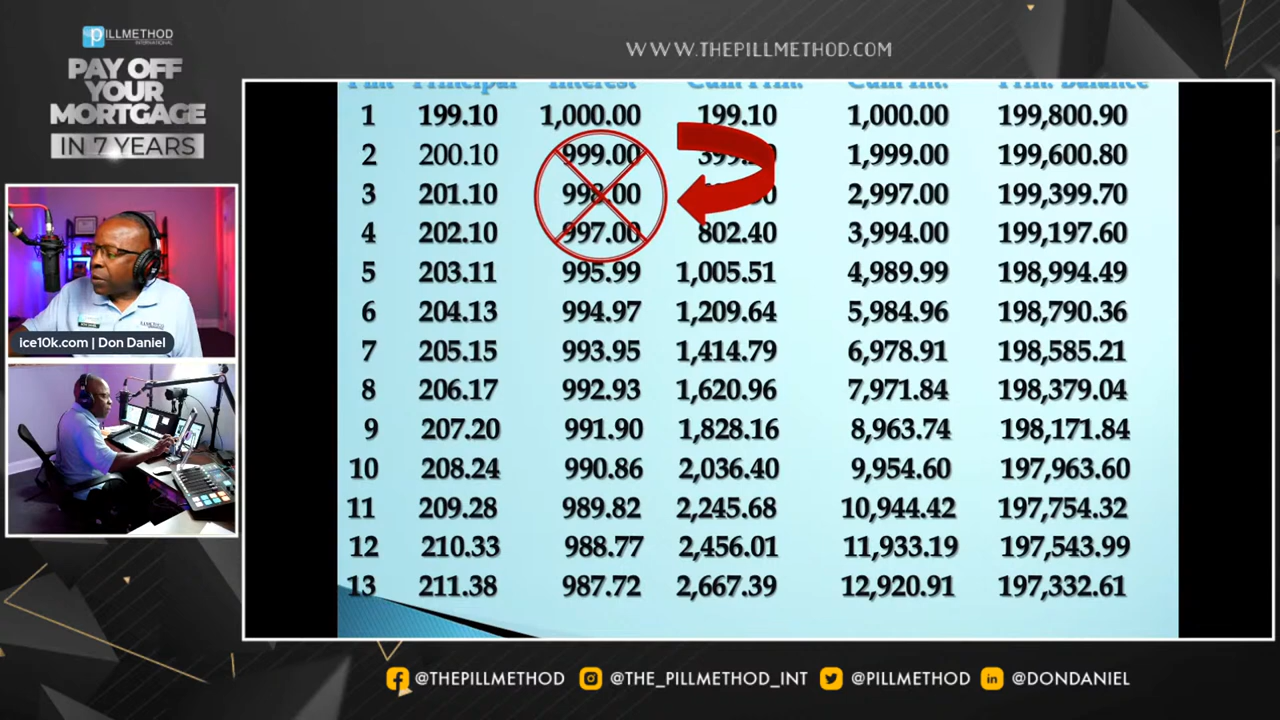 PILLMETHOD
INTERNATIONAL
PAY OFF
YOUR
MORTGAGE
IN 7 YEARS
WWW.THEPILLMETHOD.COM
Pmt Principal Interest Cum Prin. Cum Int. Prin. Balance
1 199.10 1,000.00 199.10 1,000.00 199,800.90
2 200.10 999.00 1,999.00 199,600.80
3 201.10 998.00 2,997.00 199,399.70
4 202.10 997.00 802.40 3,994.00 199,197.60
5 203.11 995.99 1,005.51 4,989.99 198,994.49
6 204.13 994.97 1,209.64 5,984.96 198,790.36
7 205.15 993.95 1,414.79 6,978.91 198,585.21
8 206.17 992.93 1,620.96 7,971.84 198,379.04
9 207.20 991.90 1,828.16 8,963.74 198,171.84
10 208.24 990.86 2,036.40 9,954.60 197,963.60
11 209.28 989.82 2,245.68 10,944.42 197,754.32
12 210.33 988.77 2,456.01 11,933.19 197,543.99
13 211.38 987.72 2,667.39 12,920.91 197,332.61
ice10k.com | Don Daniel
@THEPILLMETHOD @THE_PILLMETHOD_INT @PILLMETHOD @DONDANIEL